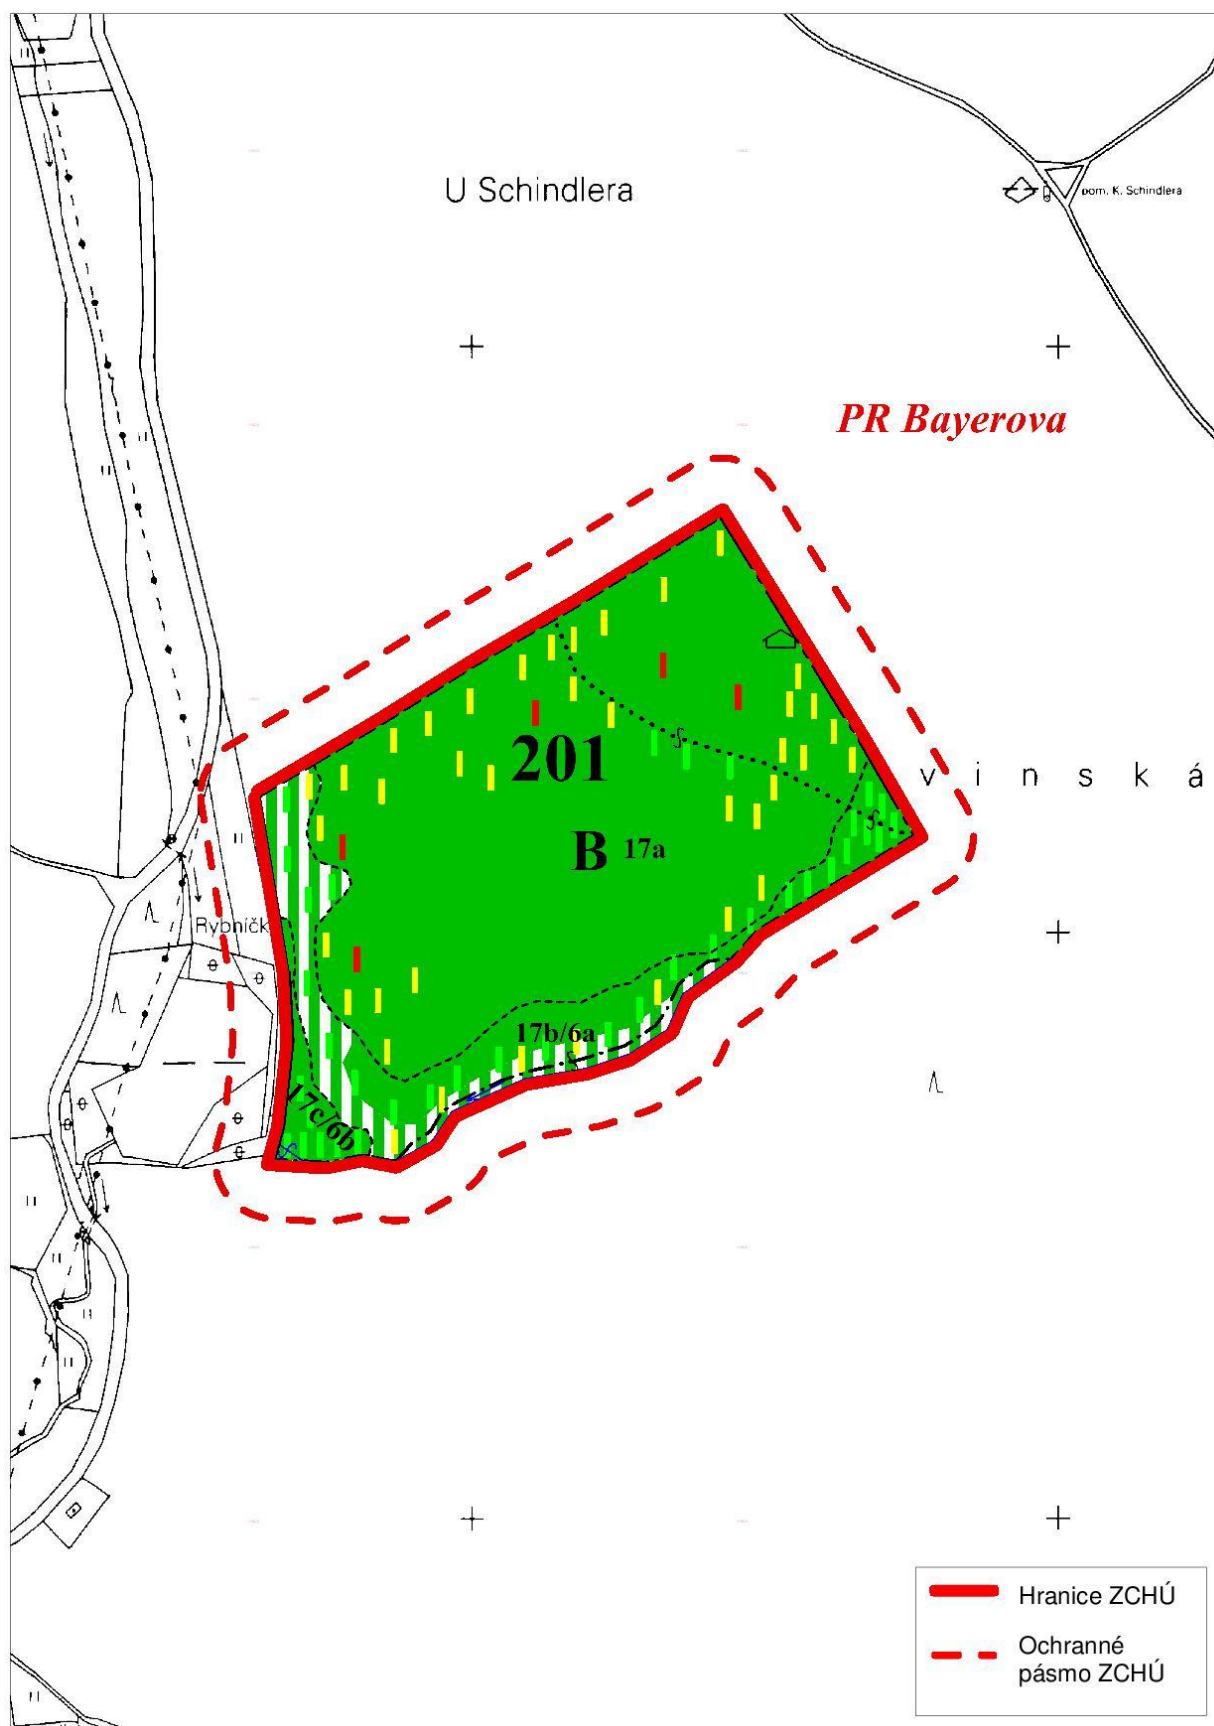 U Schindlera
pom. K. Schindlera
PR Bayerova
201
v i n s k á
B 17a
Rybníčk
17b/6a
17c/6b
Hranice ZCHÚ
Ochranné
pásmo ZCHÚ